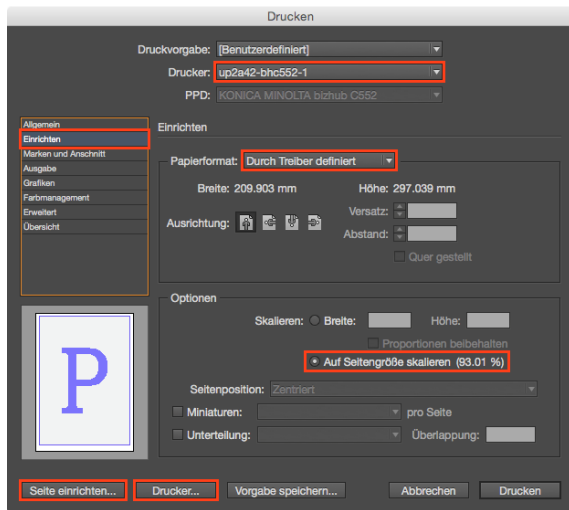 Drucken
Druckvorgabe: [Benutzerdefiniert]
Drucker: up2a42-bhc552-1
PPD: KONICA MINOLTA bizhub C552
Allgemein
Einrichten
Marken und Anschnitt
Ausgabe
Grafiken
Farbmanagement
Erweitert
Übersicht
Einrichten
Papierformat: Durch Treiber definiert
Breite: 209.903 mm Höhe: 297.039 mm
Ausrichtung:
Versatz:
Abstand:
Quer gestellt
Optionen
Skalieren: Breite: Höhe:
Proportionen beibehalten
Auf Seitengröße skalieren (93.01 %)
Seitenposition: Zentriert
Miniaturen: pro Seite
Unterteilung: Überlappung:
P
Seite einrichten... Drucker... Vorgabe speichern... Abbrechen Drucken